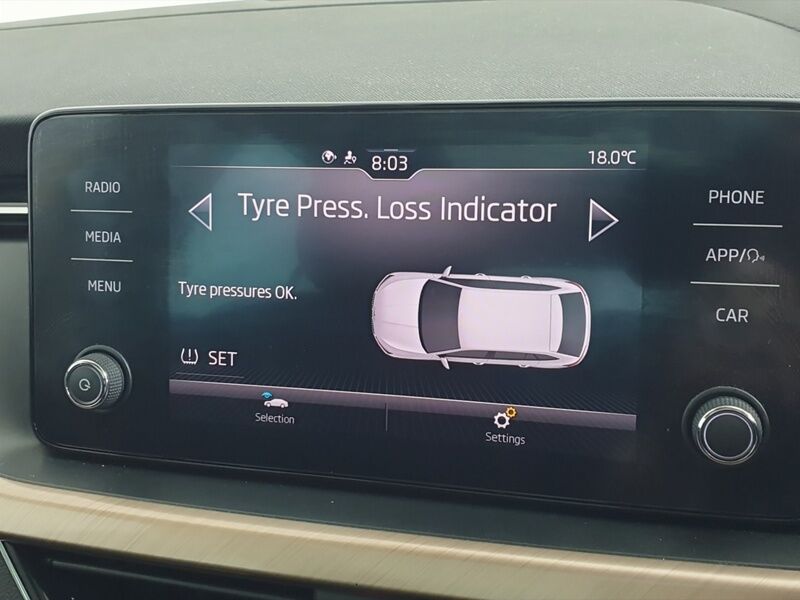 8:03
18.0°C
RADIO
MEDIA
MENU
Tyre Press. Loss Indicator
Tyre pressures OK.
SET
Selection
Settings
PHONE
APP/
CAR